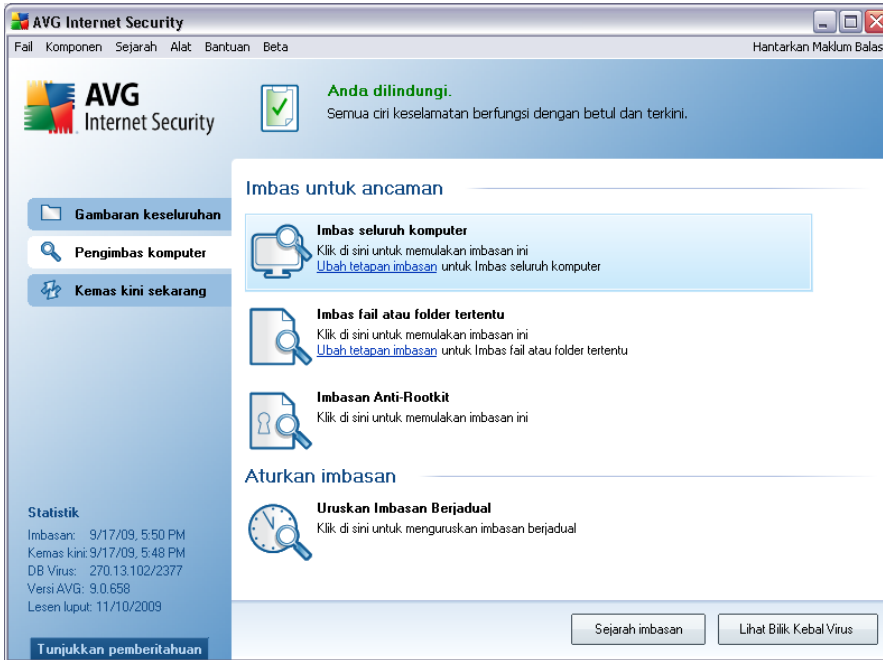 AVG Internet Security
Fail Komponen Sejarah Alat Bantuan Beta Hantarkan Maklum Balas
AVG
Internet Security
Anda dilindungi.
Semua ciri keselamatan berfungsi dengan betul dan terkini.
Gambaran keseluruhan
Pengimbas komputer
Kemas kini sekarang
Imbas untuk ancaman
Imbas seluruh komputer
Klik di sini untuk memulakan imbasan ini
Ubah tetapan imbasan untuk Imbas seluruh komputer
Imbas fail atau folder tertentu
Klik di sini untuk memulakan imbasan ini
Ubah tetapan imbasan untuk Imbas fail atau folder tertentu
Imbasan Anti-Rootkit
Klik di sini untuk memulakan imbasan ini
Aturkan imbasan
Uruskan Imbasan Berjadual
Klik di sini untuk menguruskan imbasan berjadual
Statistik
Imbasan: 9/17/09, 5:50 PM
Kemas kini: 9/17/09, 5:48 PM
DB Virus: 270.13.102/2377
Versi AVG: 9.0.658
Lesen luput: 11/10/2009
Tunjukkan pemberitahuan
Sejarah imbasan
Lihat Bilik Kebal Virus